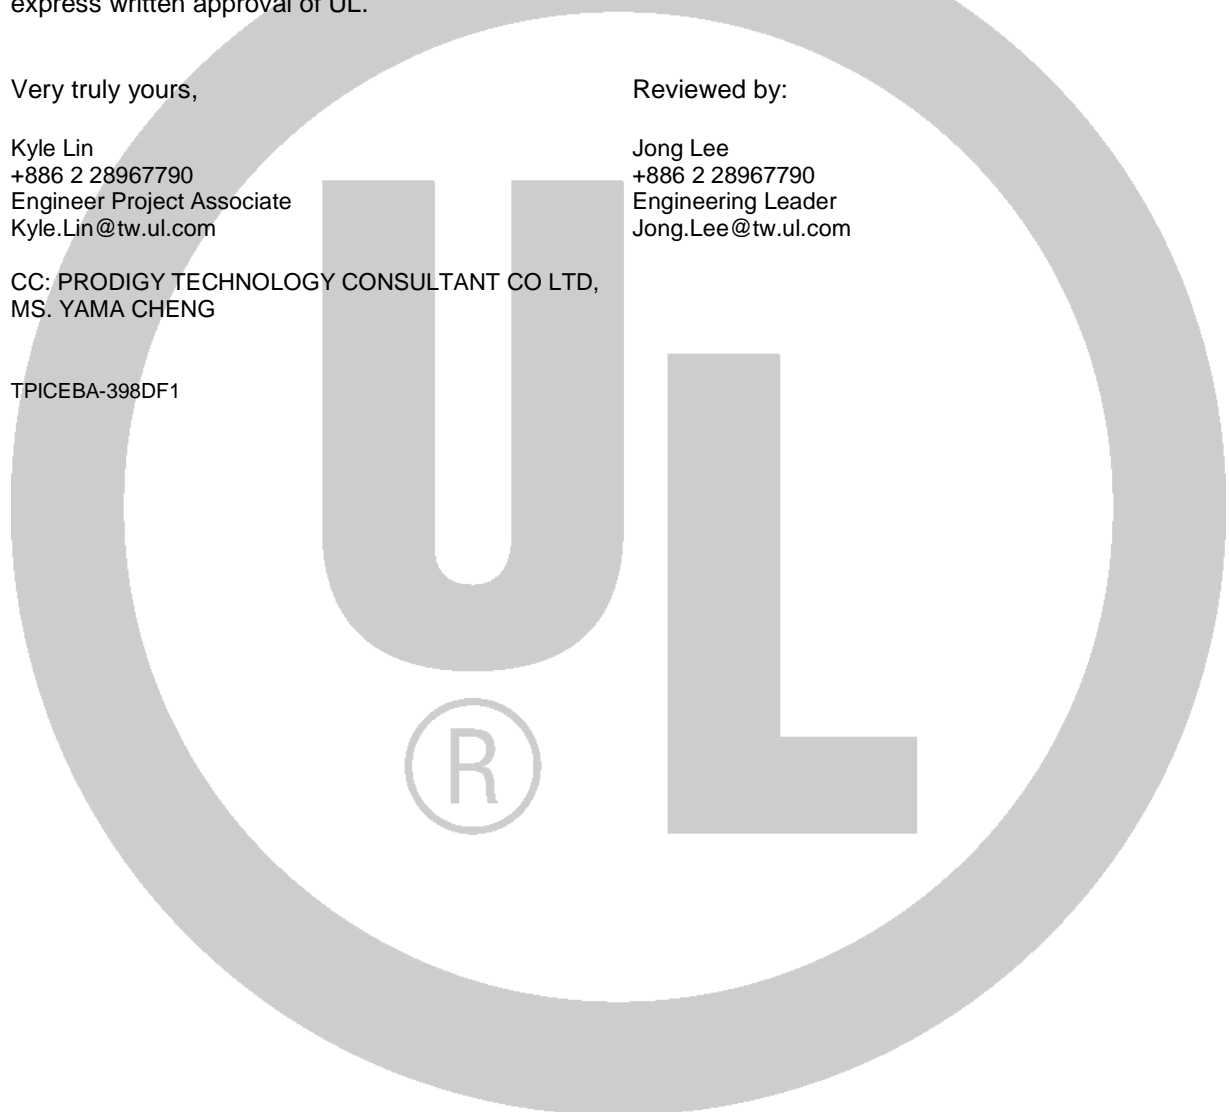 express written approval of UL.
Very truly yours,
Kyle Lin
+886 2 28967790
Engineer Project Associate
Kyle.Lin@tw.ul.com
Reviewed by:
Jong Lee
+886 2 28967790
Engineering Leader
Jong.Lee@tw.ul.com
CC: PRODIGY TECHNOLOGY CONSULTANT CO LTD,
MS. YAMA CHENG
TPICEBA-398DF1
UL
®